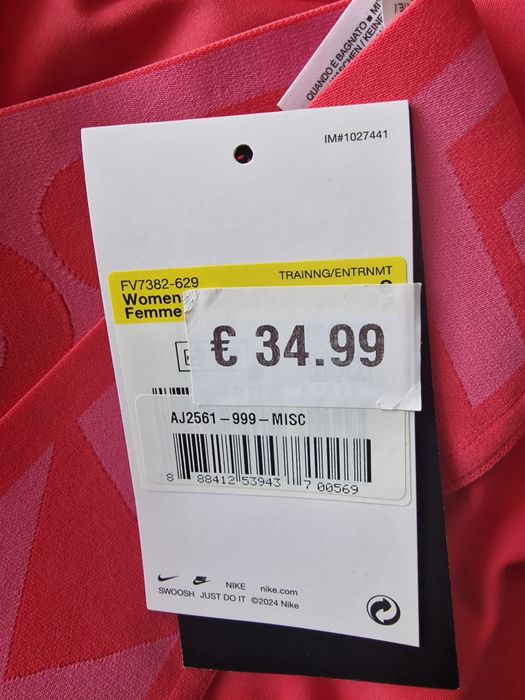 QUANDO È BAGNATO ■
IM#1027441
FV7382-629
TRAINNG/ENTRNMT
Women
Femme
S
€ 34.99
AJ2561-999-MISC
8 88412 53943 7 00569
NIKE nike.com
SWOOSH JUST DO IT ©2024 Nike